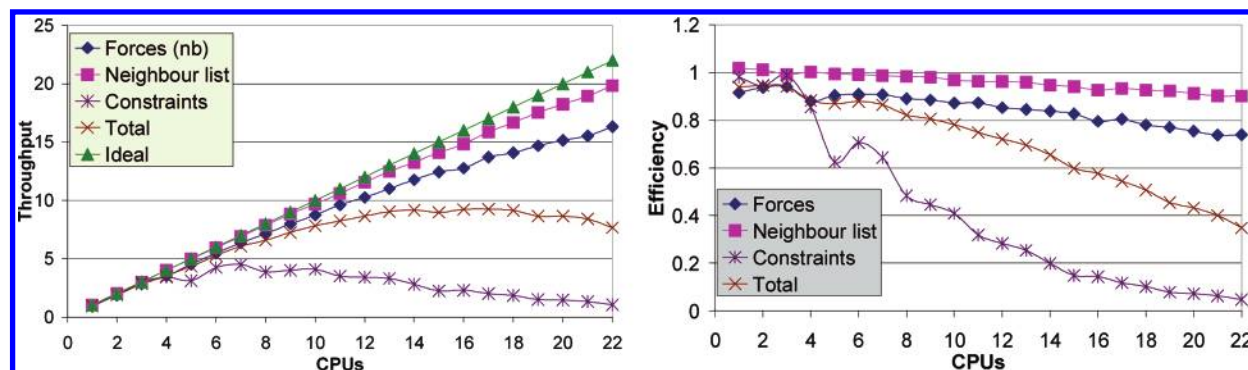 25
20
15
10
5
0
Throughput
Forces (nb)
Neighbour list
Constraints
Total
Ideal
0 2 4 6 8 10 12 14 16 18 20 22
CPUs
1.2
1
0.8
0.6
0.4
0.2
0
Efficiency
Forces
Neighbour list
Constraints
Total
0 2 4 6 8 10 12 14 16 18 20 22
CPUs